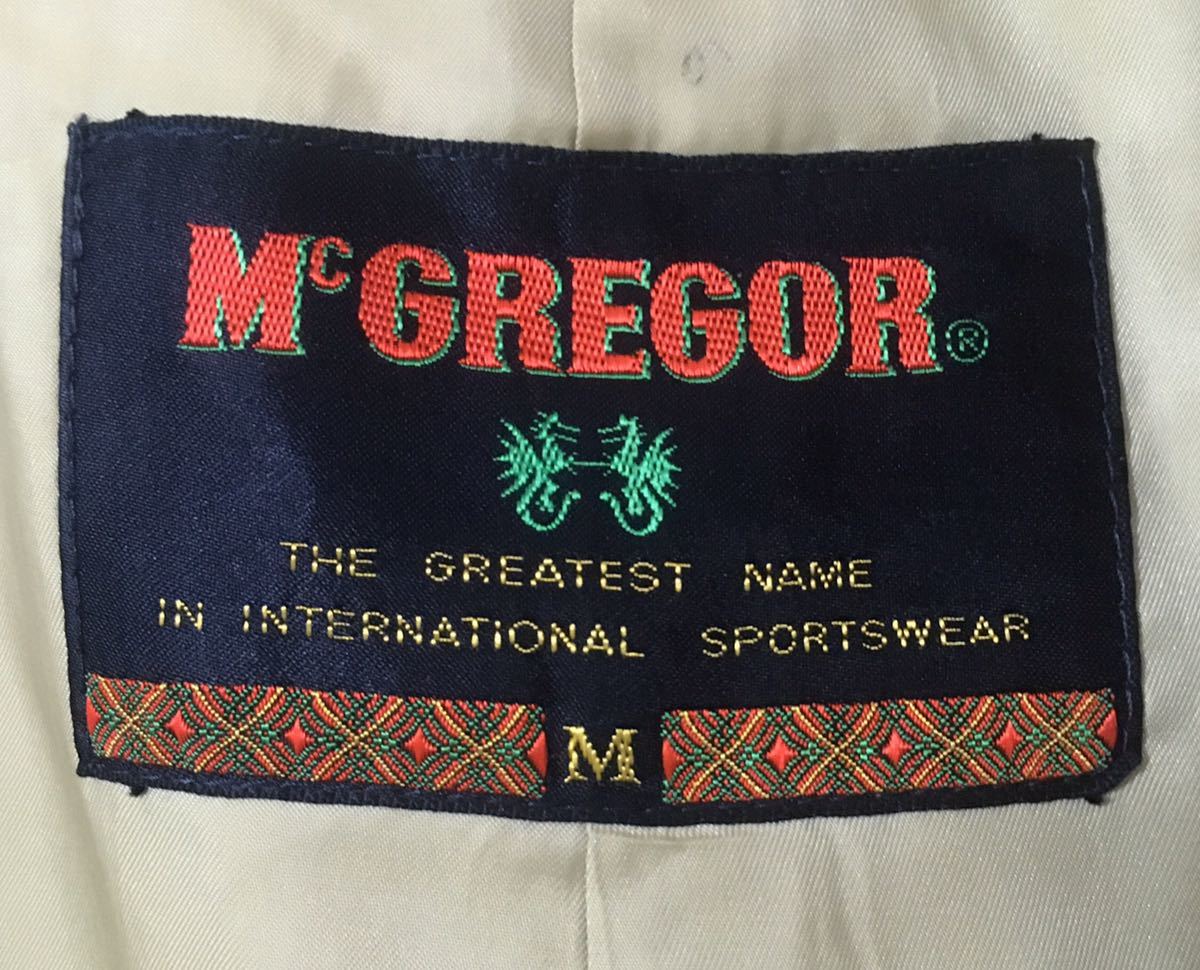 McGREGOR®
THE GREATEST NAME
IN INTERNATIONAL SPORTSWEAR
M